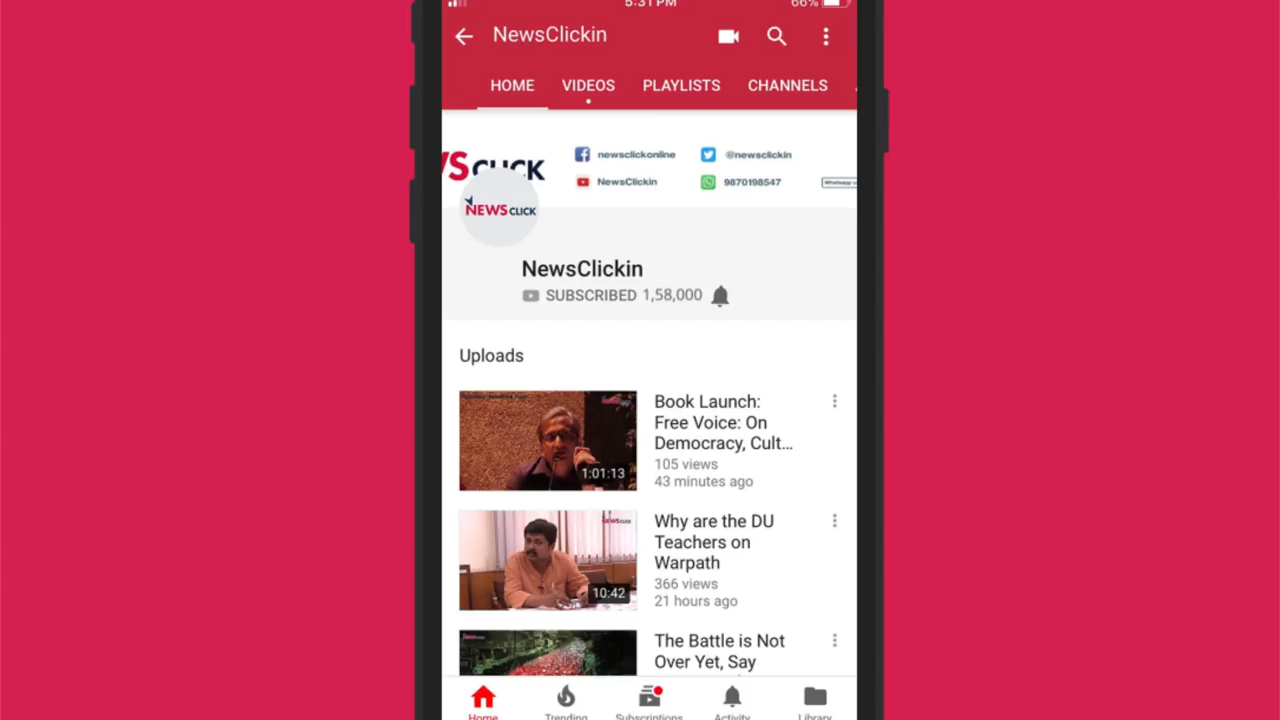 5:31 PM
66%
NewsClickin
HOME
VIDEOS
PLAYLISTS
CHANNELS
WS CLICK
newsclickonline
@newsclickin
NewsClickin
9870198547
Whatsapp
NEWS CLICK
NewsClickin
SUBSCRIBED 1,58,000
Uploads
Book Launch:
Free Voice: On
Democracy, Cult...
105 views
43 minutes ago
1:01:13
Why are the DU
Teachers on
Warpath
366 views
21 hours ago
NEWSCLICK
10:42
The Battle is Not
Over Yet, Say
Home
Trending
Subscriptions
Activity
Library